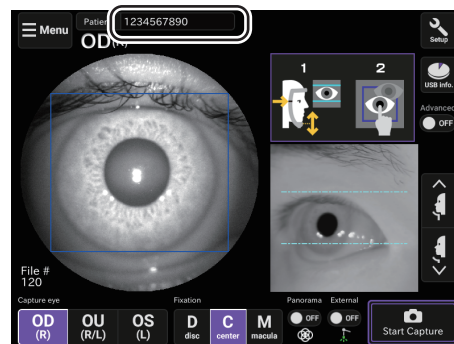 Menu
Patient 1234567890
OD(R)
Setup
1
2
USB Info.
Advanced
OFF
File #
120
Capture eye
Fixation
Panorama
External
OD
(R)
OU
(R/L)
OS
(L)
D
disc
C
center
M
macula
OFF
OFF
Start Capture